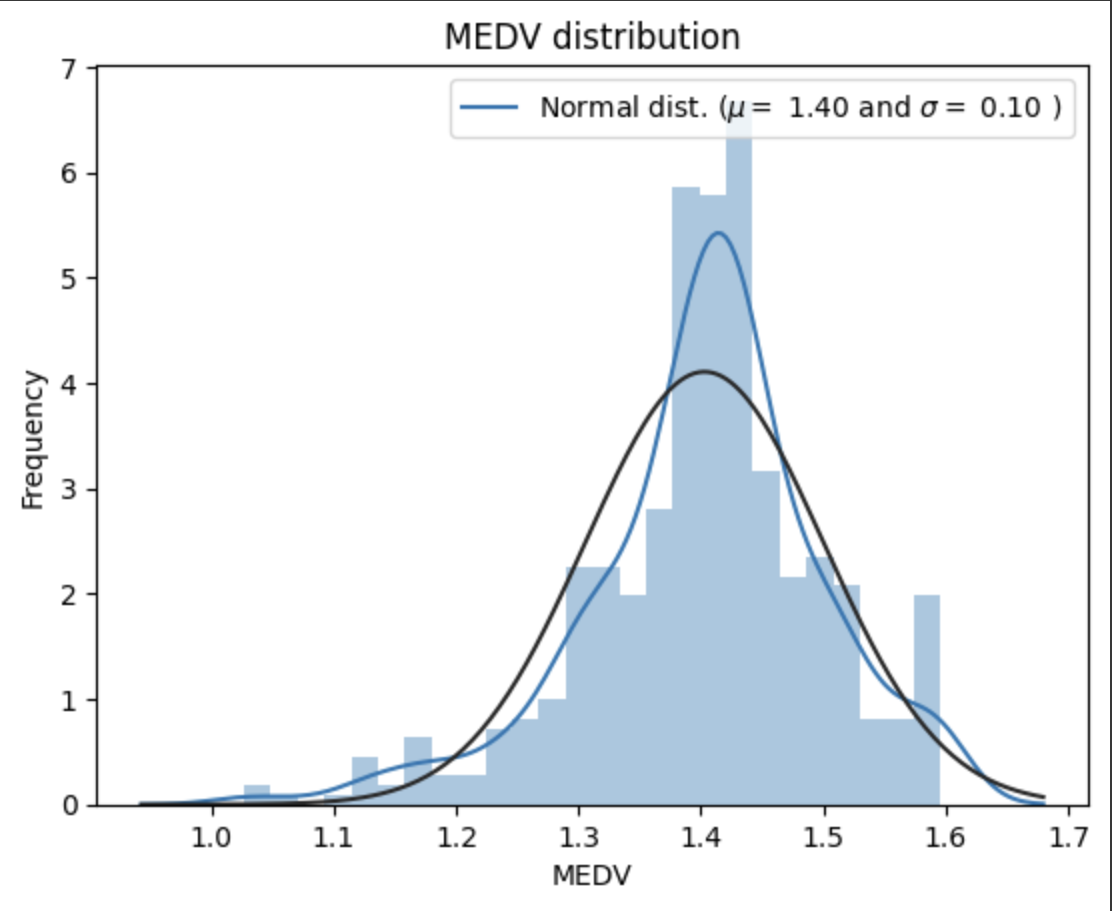 MEDV distribution
Normal dist. (μ = 1.40 and σ = 0.10 )
Frequency
7
6
5
4
3
2
1
0
1.0 1.1 1.2 1.3 1.4 1.5 1.6 1.7
MEDV